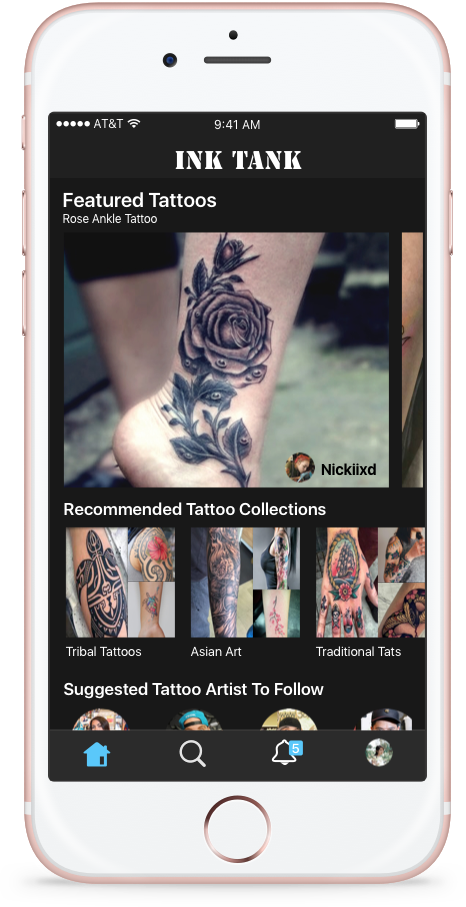 AT&T 9:41 AM
INK TANK
Featured Tattoos
Rose Ankle Tattoo
Nickiixd
Recommended Tattoo Collections
Tribal Tattoos Asian Art Traditional Tats
Suggested Tattoo Artist To Follow
5